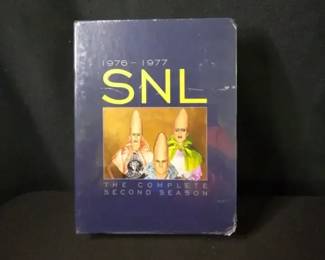 1976 – 1977
SNL
THE COMPLETE
SECOND SEASON